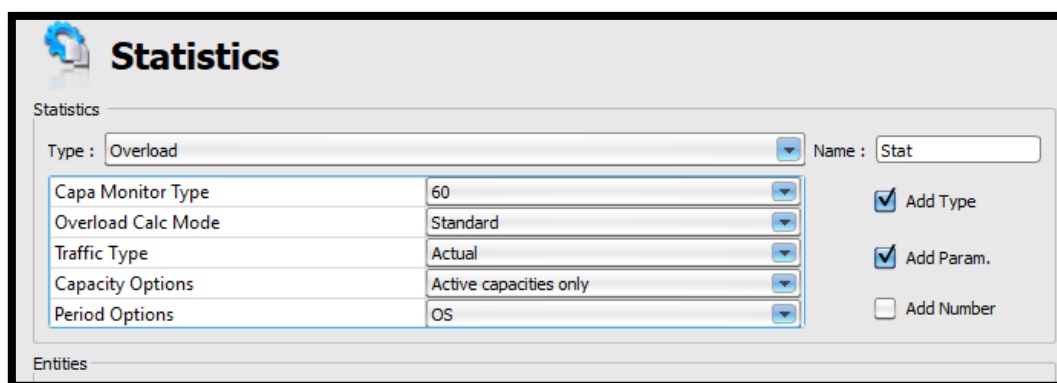 Statistics
Statistics
Type : Overload Name : Stat
Capa Monitor Type 60
Add Type
Overload Calc Mode Standard
Traffic Type Actual
Add Param.
Capacity Options Active capacities only
Period Options OS
Add Number
Entities